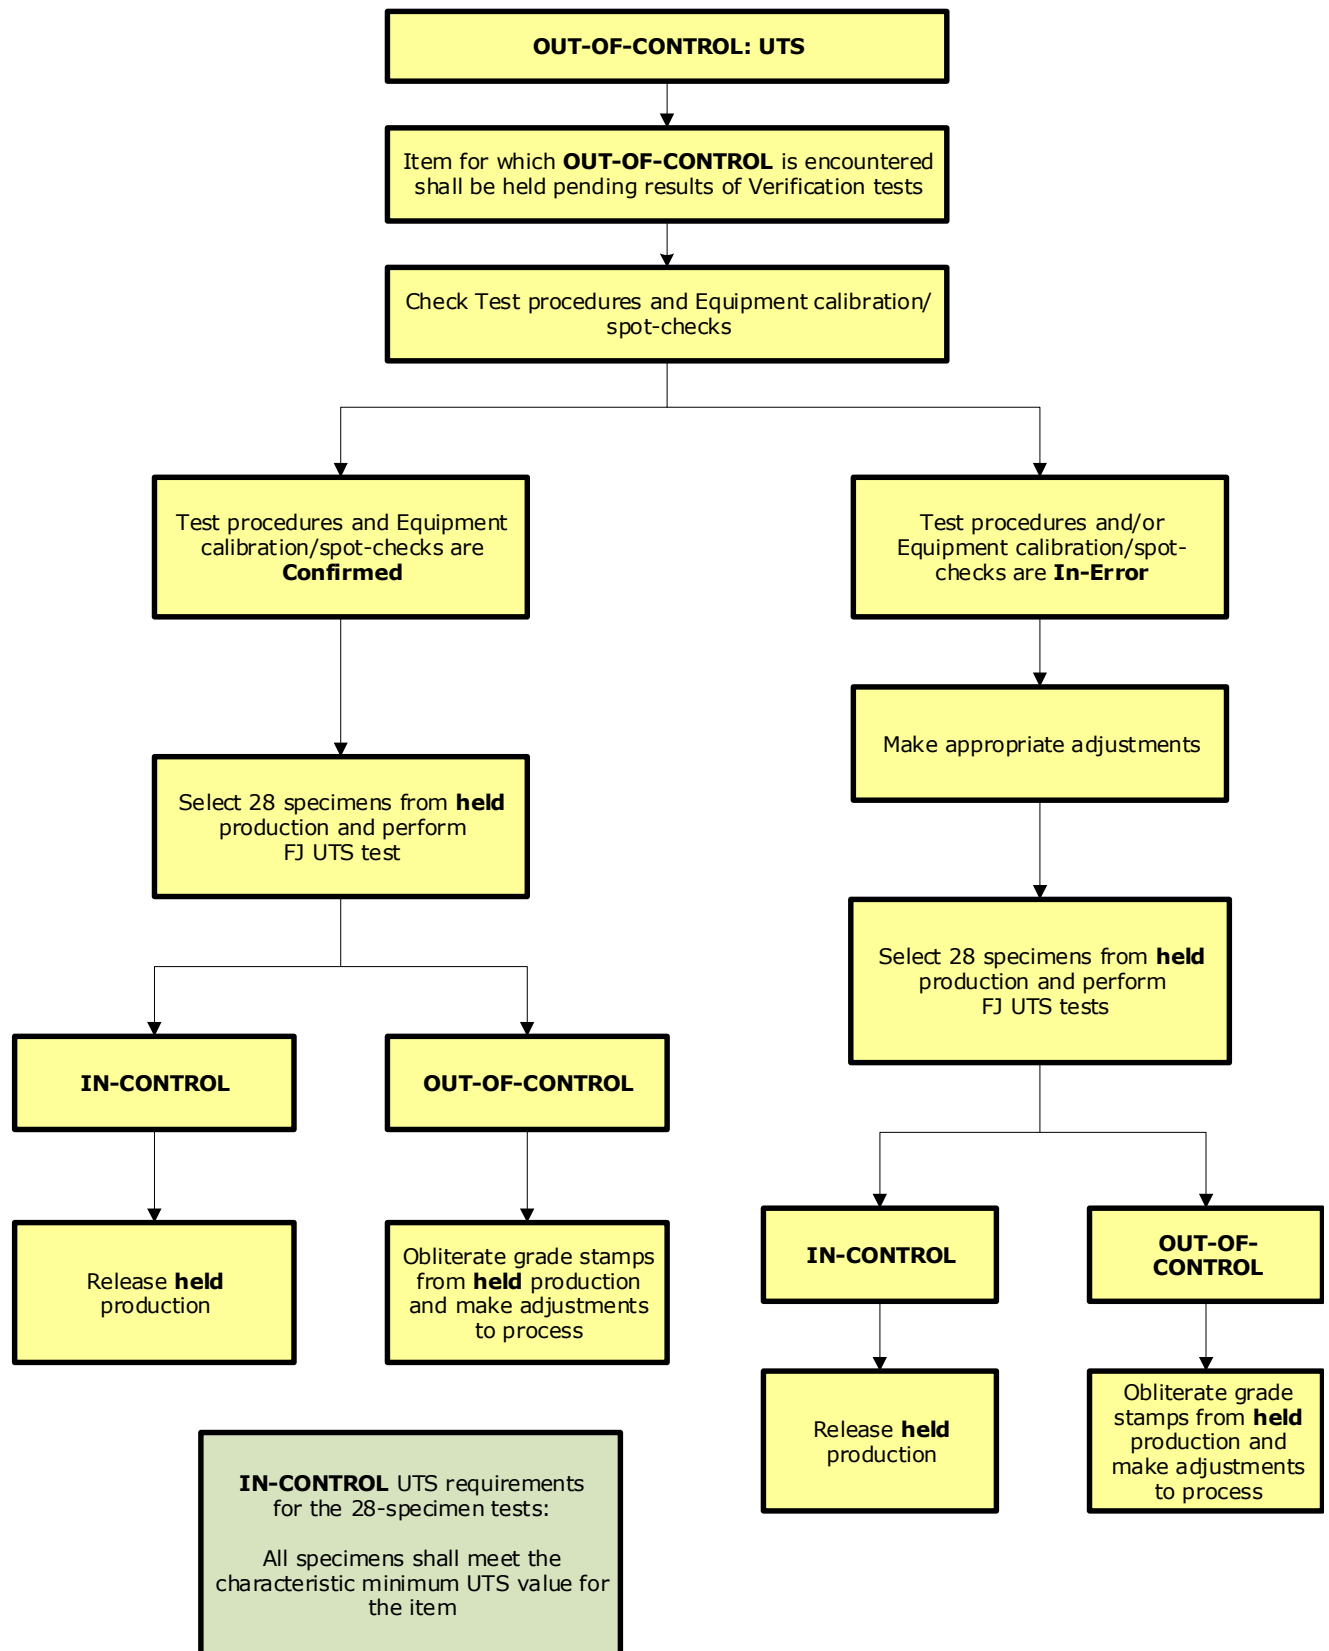 OUT-OF-CONTROL: UTS
Item for which OUT-OF-CONTROL is encountered
shall be held pending results of Verification tests
Check Test procedures and Equipment calibration/
spot-checks
Test procedures and Equipment
calibration/spot-checks are
Confirmed
Test procedures and/or
Equipment calibration/spot-
checks are In-Error
Make appropriate adjustments
Select 28 specimens from held
production and perform
FJ UTS test
Select 28 specimens from held
production and perform
FJ UTS tests
IN-CONTROL
OUT-OF-CONTROL
Release held
production
Obliterate grade stamps
from held production
and make adjustments
to process
IN-CONTROL
OUT-OF-
CONTROL
Release held
production
Obliterate grade
stamps from held
production and
make adjustments
to process
IN-CONTROL UTS requirements
for the 28-specimen tests:
All specimens shall meet the
characteristic minimum UTS value for
the item